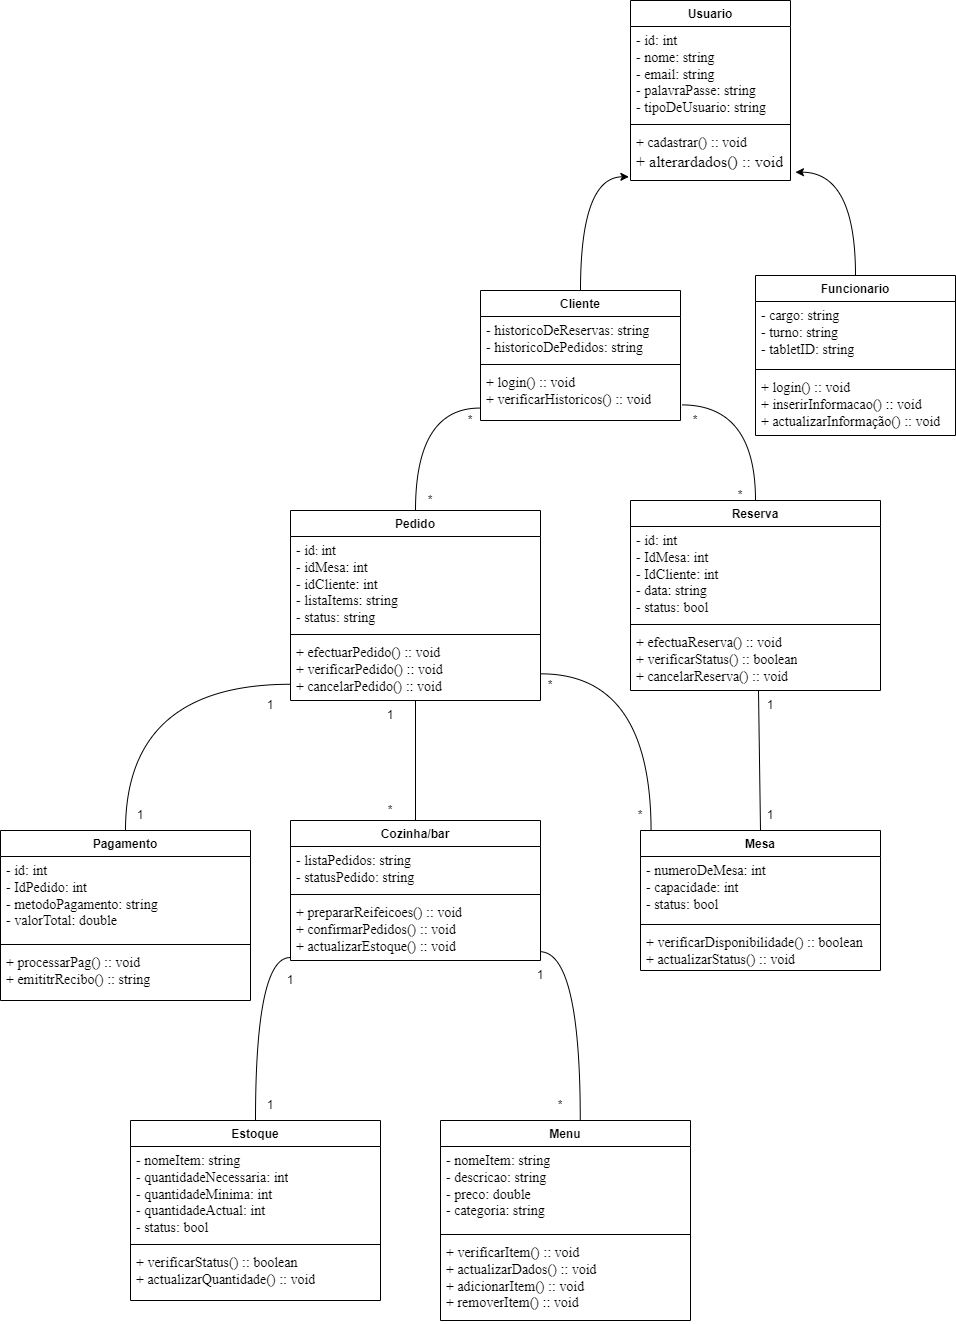 Usuario
- id: int
- nome: string
- email: string
- palavraPasse: string
- tipoDeUsuario: string
+ cadastrar() :: void
+ alterardados() :: void
Cliente
- historicoDeReservas: string
- historicoDePedidos: string
+ login() :: void
+ verificarHistoricos() :: void
*
*
Funcionario
- cargo: string
- turno: string
- tabletID: string
+ login() :: void
+ inserirInformacao() :: void
+ actualizarInformação() :: void
*
*
Pedido
- id: int
- idMesa: int
- idCliente: int
- listaItems: string
- status: string
+ efectuarPedido() :: void
+ verificarPedido() :: void
+ cancelarPedido() :: void
Reserva
- id: int
- IdMesa: int
- IdCliente: int
- data: string
- status: bool
+ efectuaReserva() :: void
+ verificarStatus() :: boolean
+ cancelarReserva() :: void
1
1
*
1
1
*
*
1
Pagamento
- id: int
- IdPedido: int
- metodoPagamento: string
- valorTotal: double
+ processarPag() :: void
+ emititrRecibo() :: string
Cozinha/bar
- listaPedidos: string
- statusPedido: string
+ prepararReifeicoes() :: void
+ confirmarPedidos() :: void
+ actualizarEstoque() :: void
Mesa
- numeroDeMesa: int
- capacidade: int
- status: bool
+ verificarDisponibilidade() :: boolean
+ actualizarStatus() :: void
1
1
1
*
Estoque
- nomeItem: string
- quantidadeNecessaria: int
- quantidadeMinima: int
- quantidadeActual: int
- status: bool
+ verificarStatus() :: boolean
+ actualizarQuantidade() :: void
Menu
- nomeItem: string
- descricao: string
- preco: double
- categoria: string
+ verificarItem() :: void
+ actualizarDados() :: void
+ adicionarItem() :: void
+ removerItem() :: void